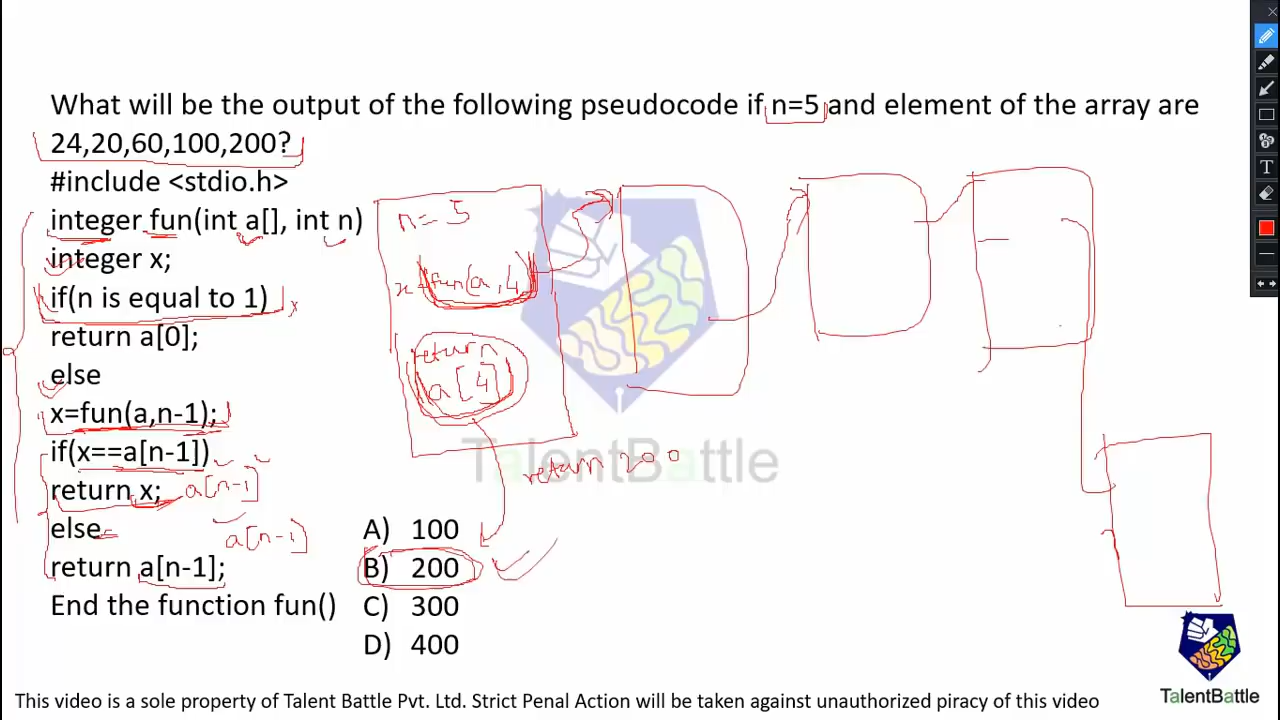 What will be the output of the following pseudocode if n=5 and element of the array are
24,20,60,100,200?
#include <stdio.h>
integer fun(int a[], int n)
integer x;
if(n is equal to 1)
return a[0];
else
x=fun(a,n-1);
if(x==a[n-1])
return x;
a[n-1]
else
a[n-1]
return a[n-1];
End the function fun()
n= 5
x=fun(a,4)
return
a[4]
return 200
A) 100
B) 200
C) 300
D) 400
TalentBattle
T
TalentBattle
This video is a sole property of Talent Battle Pvt. Ltd. Strict Penal Action will be taken against unauthorized piracy of this video